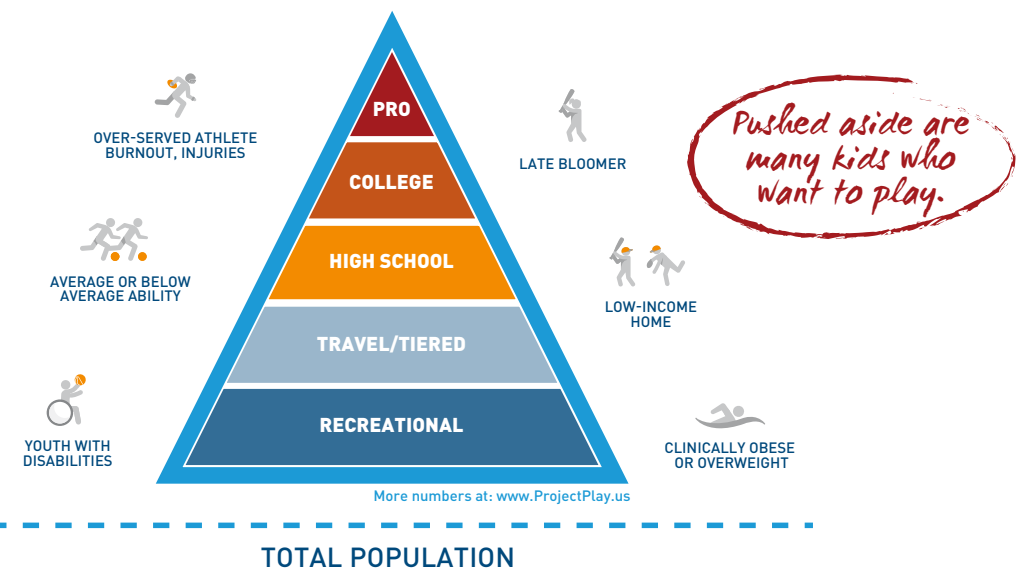 PRO
OVER-SERVED ATHLETE
BURNOUT, INJURIES
LATE BLOOMER
Pushed aside are
many kids who
want to play.
COLLEGE
HIGH SCHOOL
AVERAGE OR BELOW
AVERAGE ABILITY
LOW-INCOME
HOME
TRAVEL/TIERED
RECREATIONAL
YOUTH WITH
DISABILITIES
CLINICALLY OBESE
OR OVERWEIGHT
More numbers at: www.ProjectPlay.us
TOTAL POPULATION